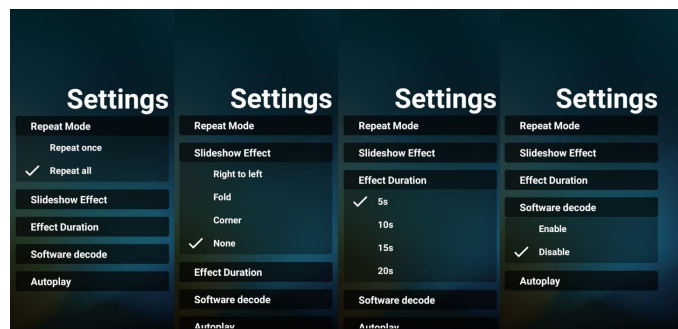 Settings
Repeat Mode
Repeat once
Repeat all
Slideshow Effect
Effect Duration
Software decode
Autoplay
Settings
Repeat Mode
Slideshow Effect
Right to left
Fold
Corner
None
Effect Duration
Software decode
Autoplay
Settings
Repeat Mode
Slideshow Effect
Effect Duration
5s
10s
15s
20s
Software decode
Autoplay
Settings
Repeat Mode
Slideshow Effect
Effect Duration
Software decode
Enable
Disable
Autoplay